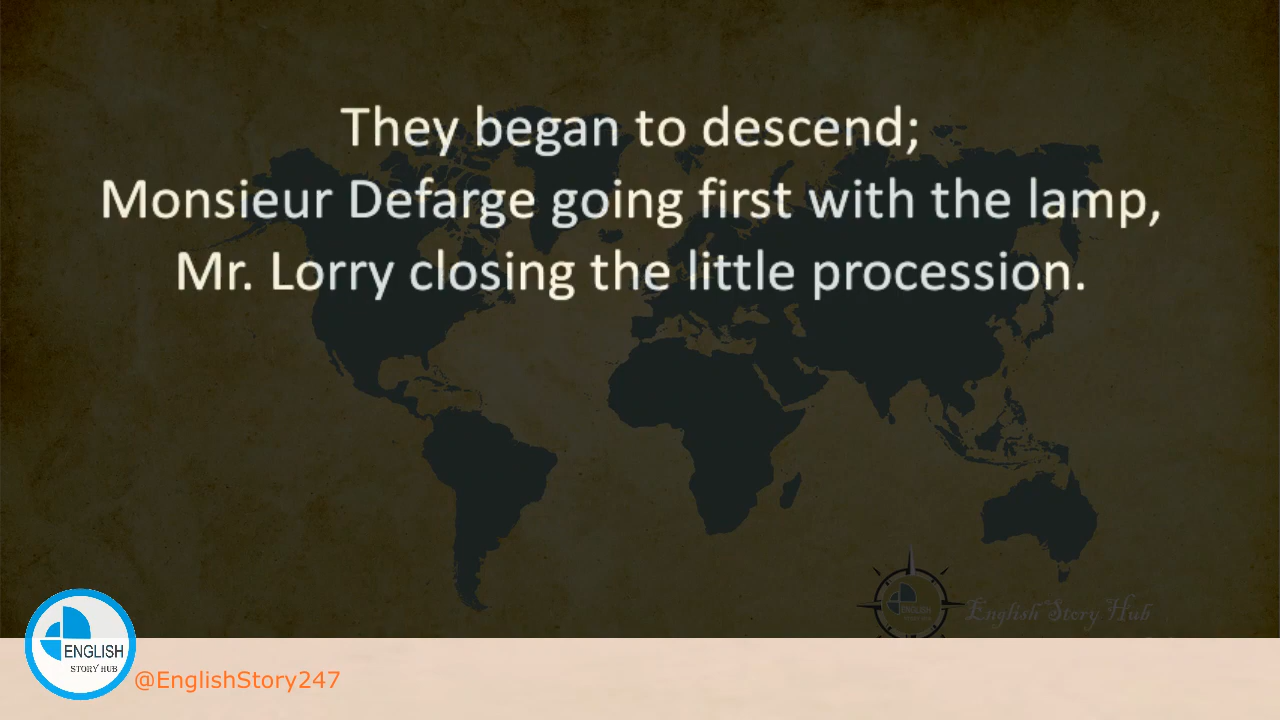 They began to descend;
Monsieur Defarge going first with the lamp,
Mr. Lorry closing the little procession.
English Story Hub
ENGLISH
STORY HUB
@EnglishStory247